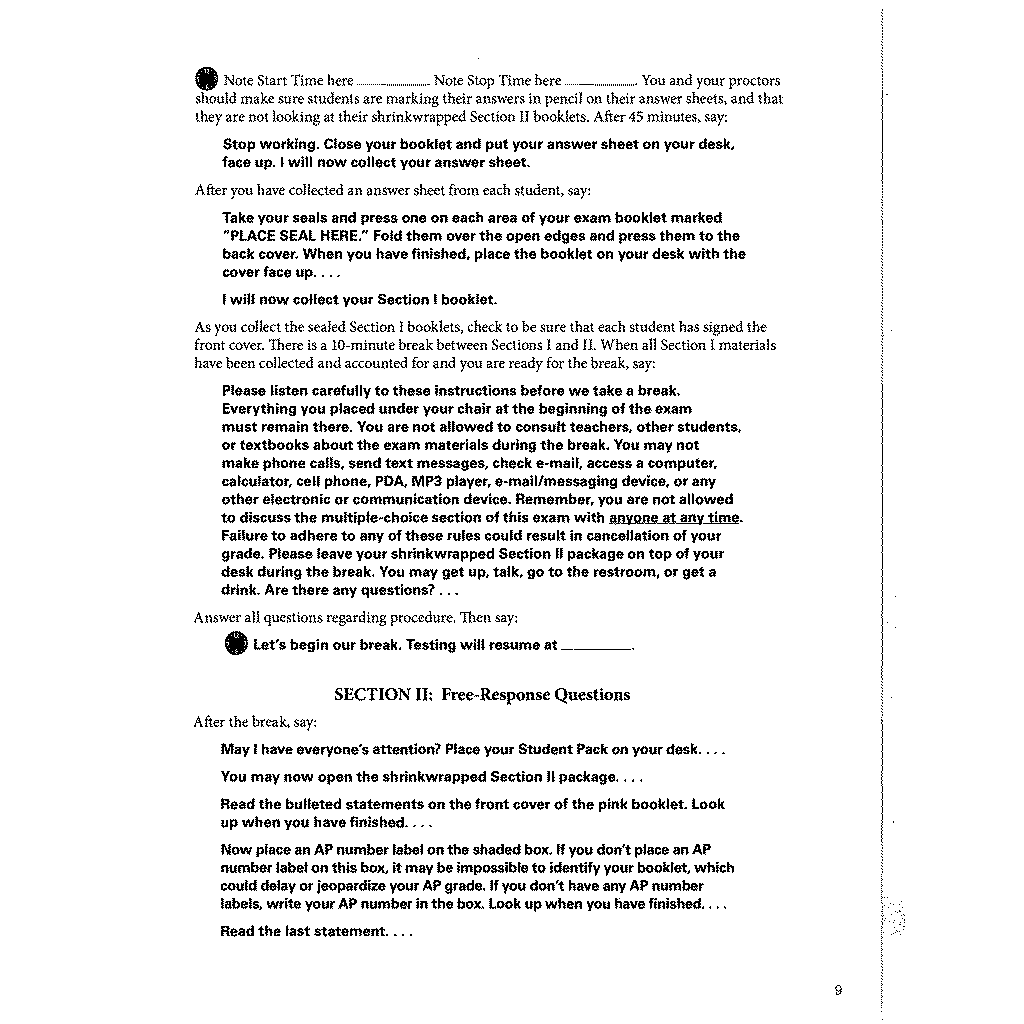 Note Start Time here ____________. Note Stop Time here ____________. You and your proctors
should make sure students are marking their answers in pencil on their answer sheets, and that
they are not looking at their shrinkwrapped Section II booklets. After 45 minutes, say:
Stop working. Close your booklet and put your answer sheet on your desk,
face up. I will now collect your answer sheet.
After you have collected an answer sheet from each student, say:
Take your seals and press one on each area of your exam booklet marked
"PLACE SEAL HERE." Fold them over the open edges and press them to the
back cover. When you have finished, place the booklet on your desk with the
cover face up. . . .
I will now collect your Section I booklet.
As you collect the sealed Section I booklets, check to be sure that each student has signed the
front cover. There is a 10-minute break between Sections I and II. When all Section I materials
have been collected and accounted for and you are ready for the break, say:
Please listen carefully to these instructions before we take a break.
Everything you placed under your chair at the beginning of the exam
must remain there. You are not allowed to consult teachers, other students,
or textbooks about the exam materials during the break. You may not
make phone calls, send text messages, check e-mail, access a computer,
calculator, cell phone, PDA, MP3 player, e-mail/messaging device, or any
other electronic or communication device. Remember, you are not allowed
to discuss the multiple-choice section of this exam with anyone at any time.
Failure to adhere to any of these rules could result in cancellation of your
grade. Please leave your shrinkwrapped Section II package on top of your
desk during the break. You may get up, talk, go to the restroom, or get a
drink. Are there any questions? . . .
Answer all questions regarding procedure. Then say:
Let's begin our break. Testing will resume at __________.
SECTION II: Free-Response Questions
After the break, say:
May I have everyone's attention? Place your Student Pack on your desk. . . .
You may now open the shrinkwrapped Section II package. . . .
Read the bulleted statements on the front cover of the pink booklet. Look
up when you have finished. . . .
Now place an AP number label on the shaded box. If you don't place an AP
number label on this box, it may be impossible to identify your booklet, which
could delay or jeopardize your AP grade. If you don't have any AP number
labels, write your AP number in the box. Look up when you have finished. . . .
Read the last statement. . . .
9